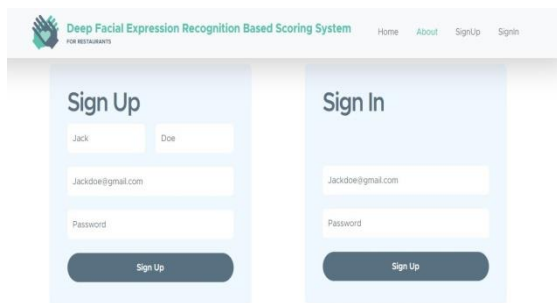 Deep Facial Expression Recognition Based Scoring System
FOR RESTAURANTS
Home About SignUp SignIn
Sign Up
Jack Doe
Jackdoe@gmail.com
Password
Sign Up
Sign In
Jackdoe@gmail.com
Password
Sign Up